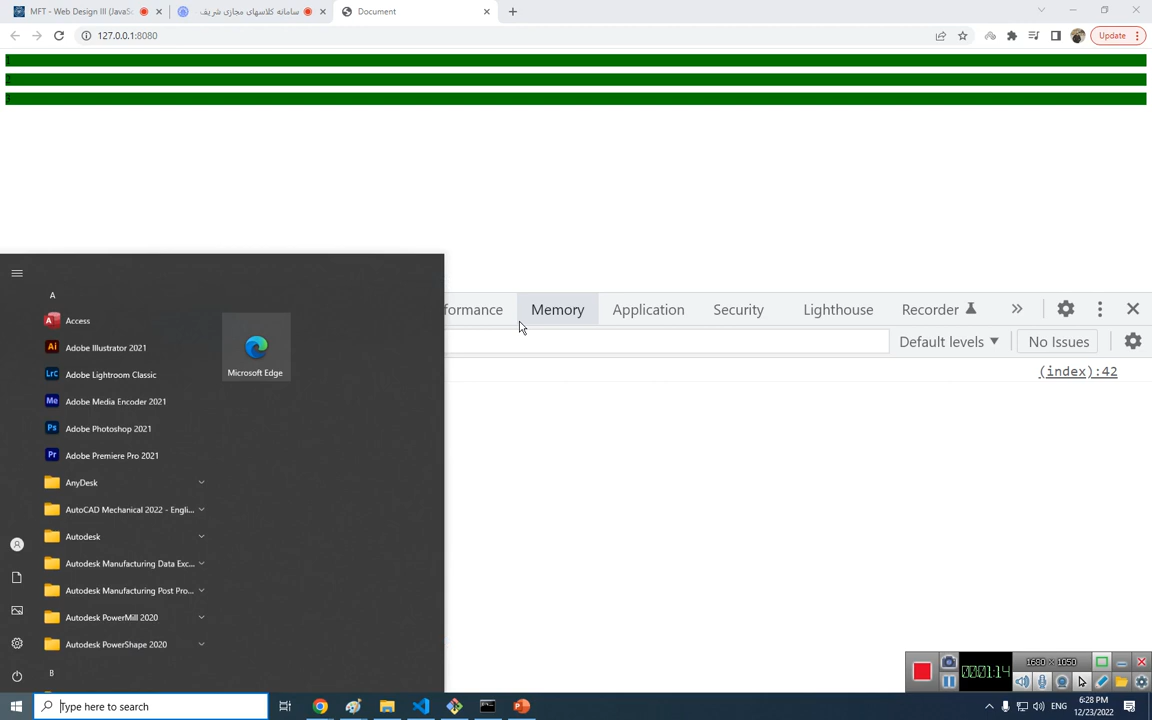 MFT - Web Design III (JavaSc
سامانه کلاسهای مجازی شریف
Document
127.0.0.1:8080
Update
formance
Memory
Application
Security
Lighthouse
Recorder
Default levels
No Issues
(index):42
A
Access
Adobe Illustrator 2021
Adobe Lightroom Classic
Adobe Media Encoder 2021
Adobe Photoshop 2021
Adobe Premiere Pro 2021
AnyDesk
AutoCAD Mechanical 2022 - Engli...
Autodesk
Autodesk Manufacturing Data Exc...
Autodesk Manufacturing Post Pro...
Autodesk PowerMill 2020
Autodesk PowerShape 2020
B
Microsoft Edge
1680 × 1050
0001:14
Type here to search
ENG
6:28 PM
12/23/2022